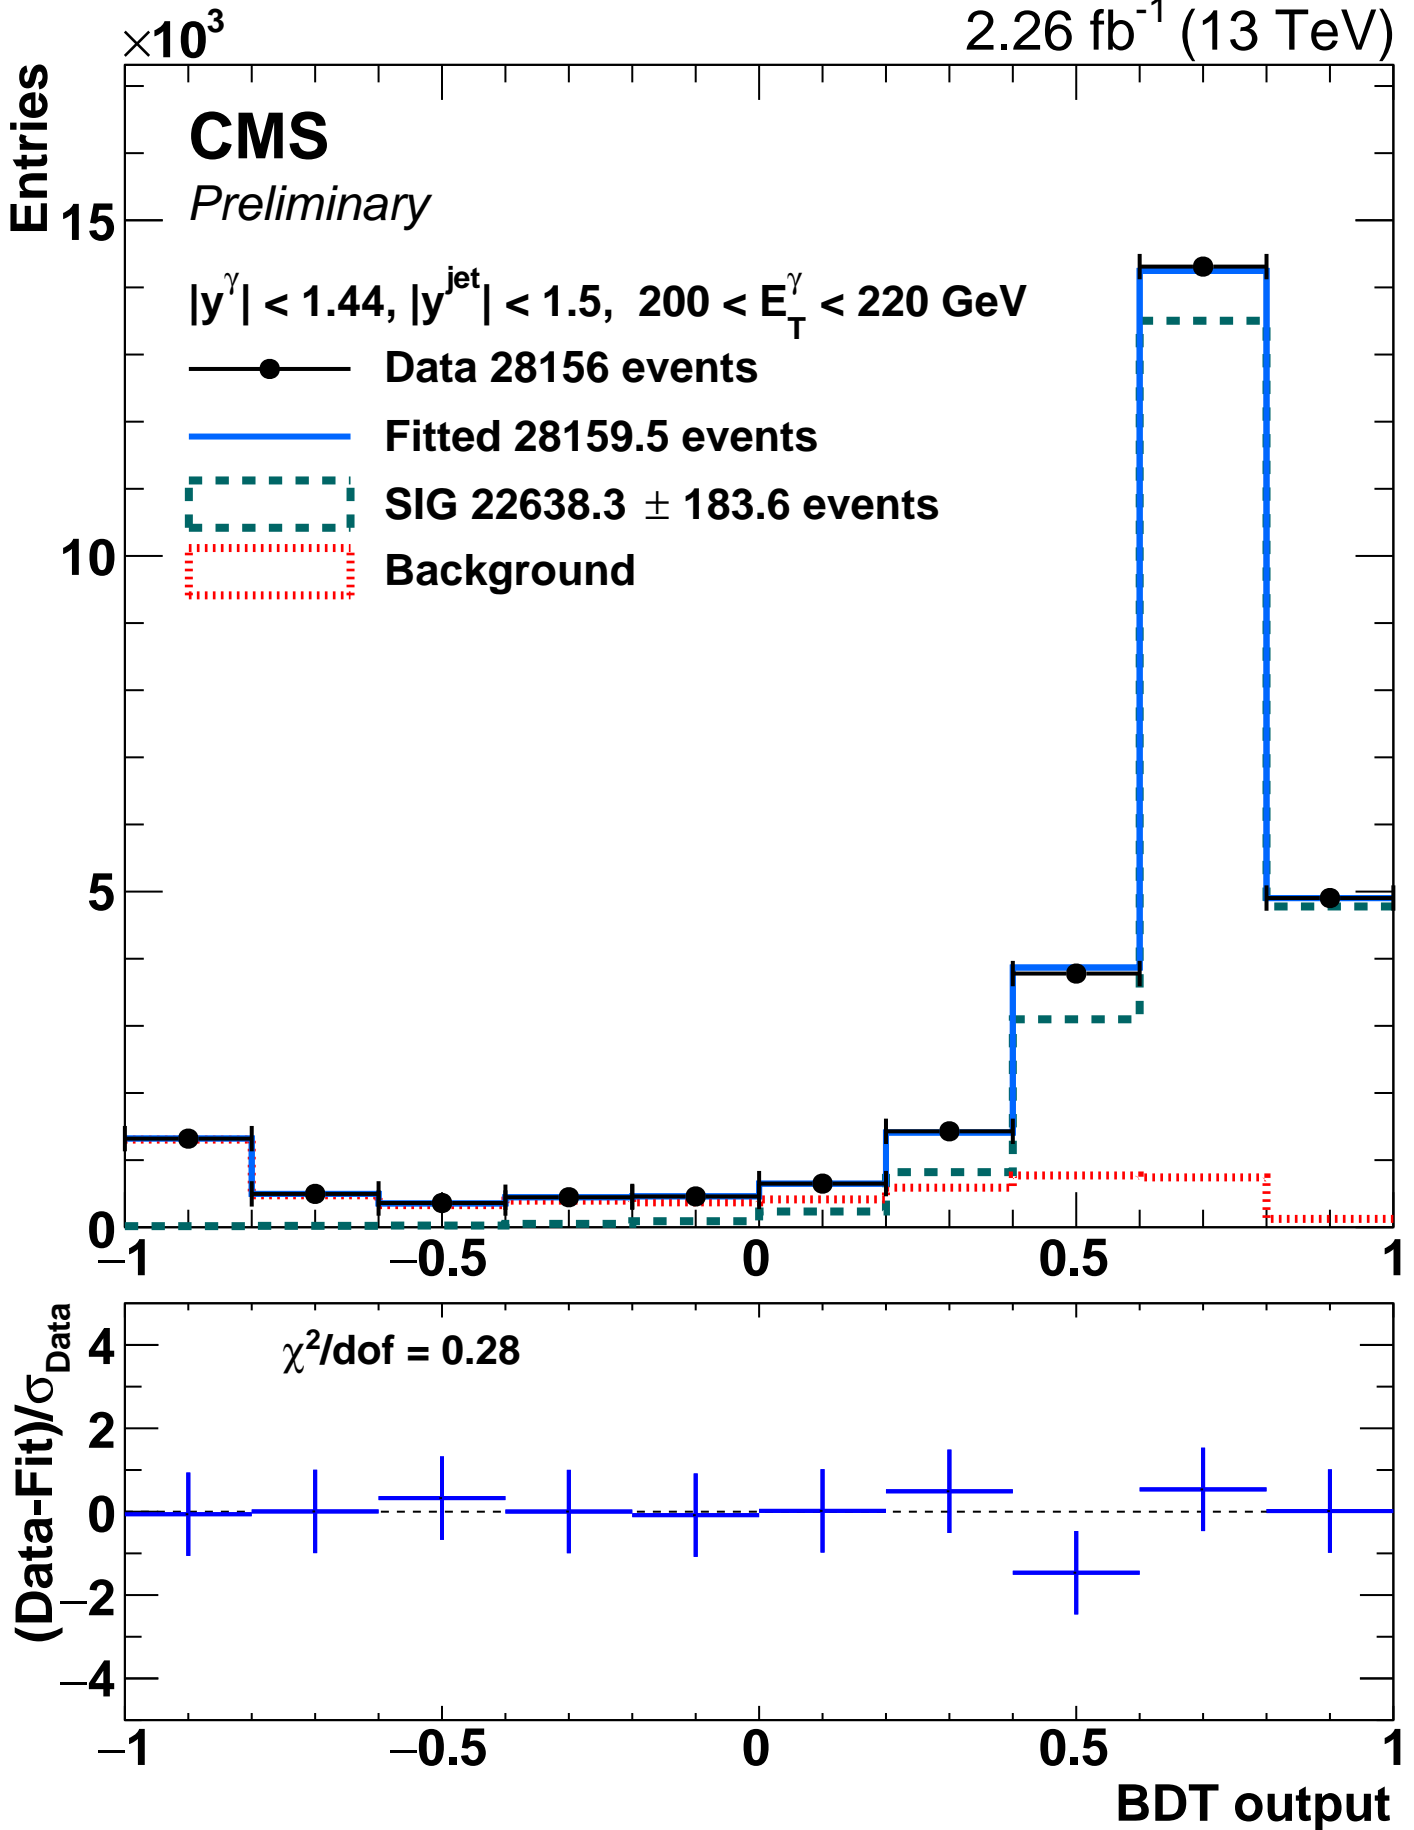 ×10³
2.26 fb⁻¹ (13 TeV)
Entries
CMS
Preliminary
|y^γ| < 1.44, |y^jet| < 1.5, 200 < E_T^γ < 220 GeV
Data 28156 events
Fitted 28159.5 events
SIG 22638.3 ± 183.6 events
Background
15
10
5
0
−1 −0.5 0 0.5 1
(Data-Fit)/σ_Data
χ²/dof = 0.28
4
2
0
−2
−4
−1 −0.5 0 0.5 1
BDT output